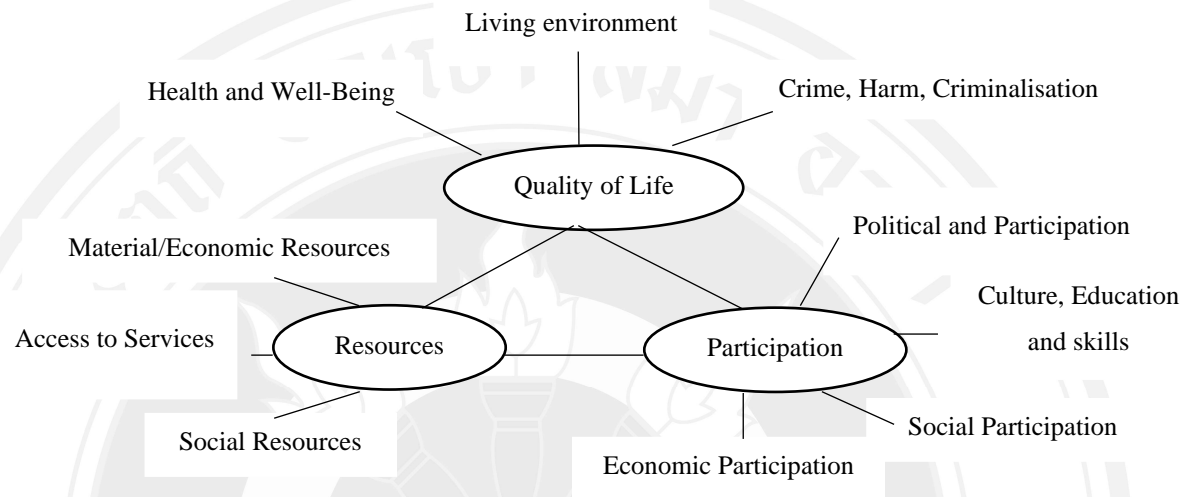 Living environment
Health and Well-Being
Crime, Harm, Criminalisation
Quality of Life
Political and Participation
Material/Economic Resources
Culture, Education
and skills
Access to Services
Resources
Participation
Social Resources
Social Participation
Economic Participation